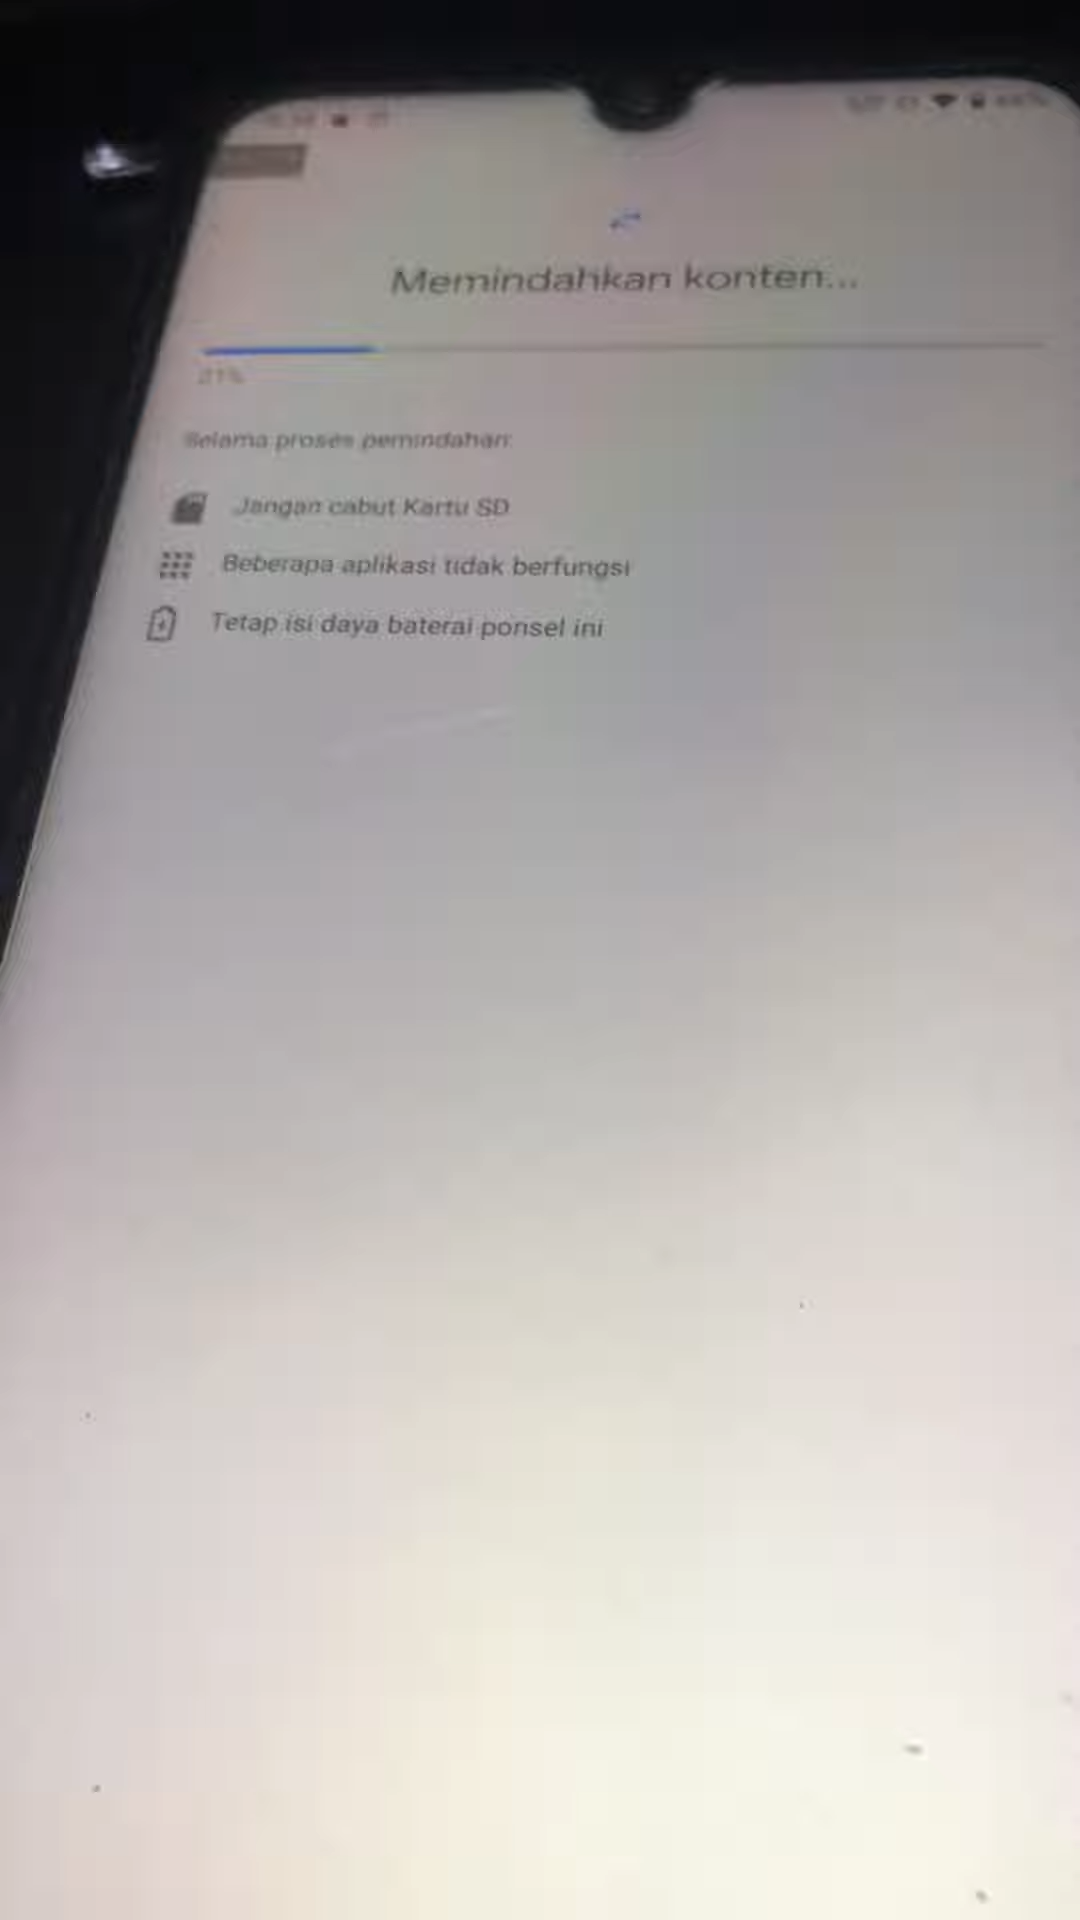 Memindahkan konten...
21%
Selama proses pemindahan:
Jangan cabut Kartu SD
Beberapa aplikasi tidak berfungsi
Tetap isi daya baterai ponsel ini